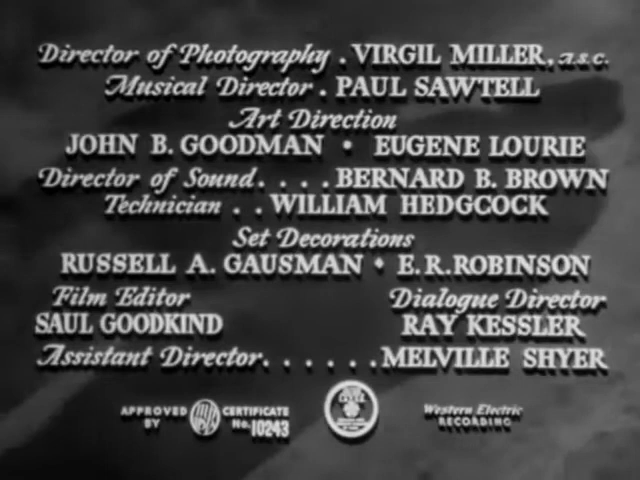 Director of Photography . VIRGIL MILLER, A.S.C.
Musical Director . PAUL SAWTELL
Art Direction
JOHN B. GOODMAN • EUGENE LOURIE
Director of Sound. . . . BERNARD B. BROWN
Technician . . WILLIAM HEDGCOCK
Set Decorations
RUSSELL A. GAUSMAN • E.R.ROBINSON
Film Editor
SAUL GOODKIND
Dialogue Director
RAY KESSLER
Assistant Director. . . . . . MELVILLE SHYER
APPROVED BY
CERTIFICATE No. 10243
Western Electric
RECORDING